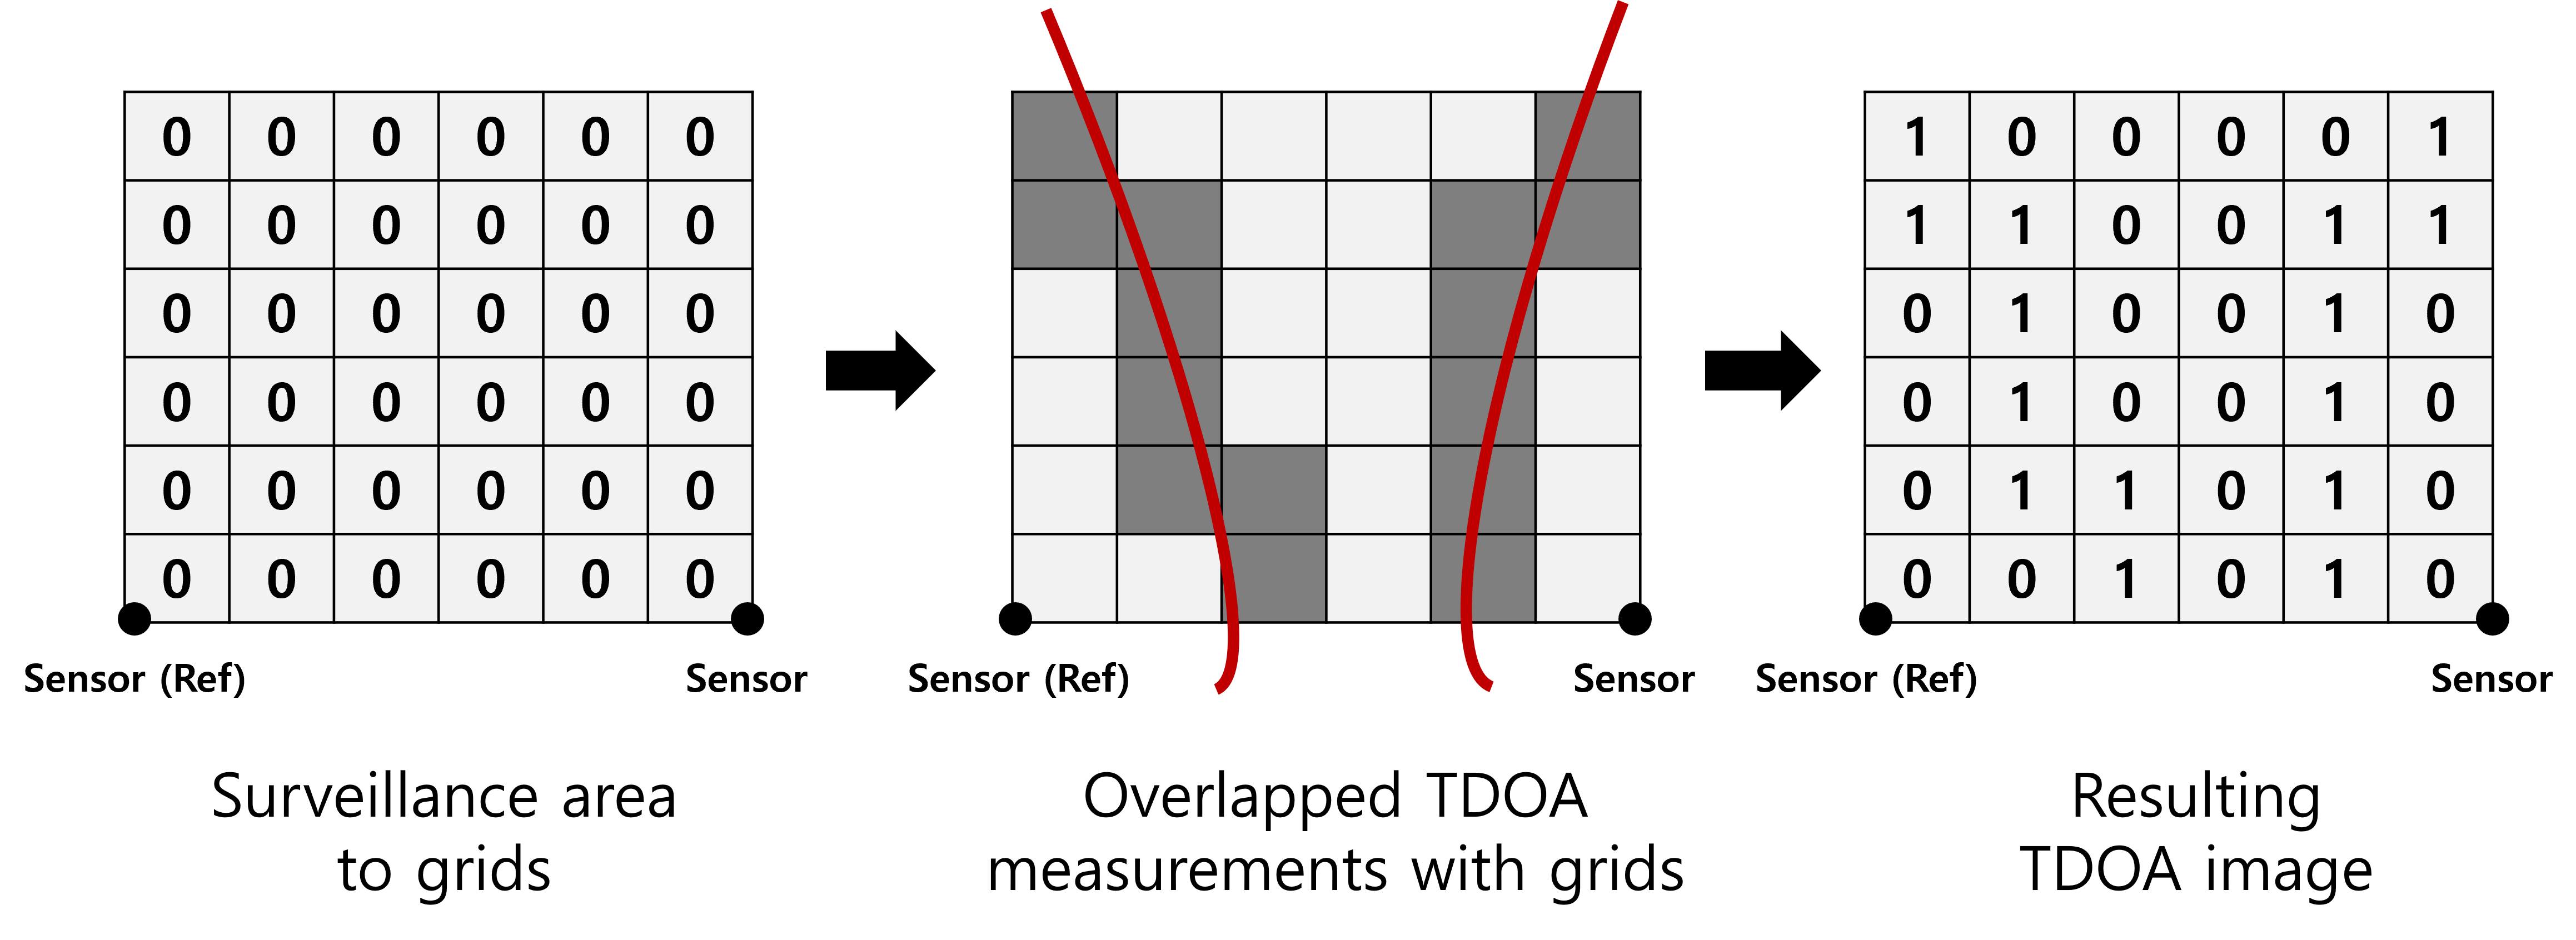 0 0 0 0 0 0
0 0 0 0 0 0
0 0 0 0 0 0
0 0 0 0 0 0
0 0 0 0 0 0
0 0 0 0 0 0
Sensor (Ref) Sensor
Surveillance area
to grids
Sensor (Ref) Sensor
Overlapped TDOA
measurements with grids
1 0 0 0 0 1
1 1 0 0 1 1
0 1 0 0 1 0
0 1 0 0 1 0
0 1 1 0 1 0
0 0 1 0 1 0
Sensor (Ref) Sensor
Resulting
TDOA image